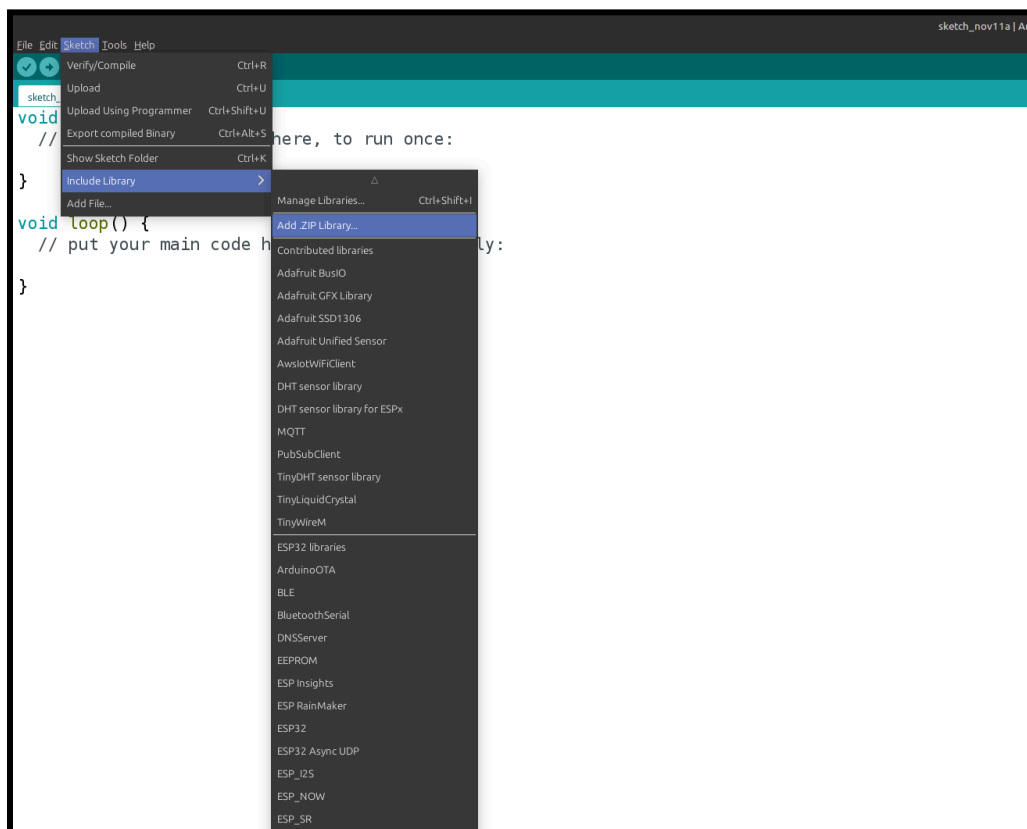 sketch_nov11a | A
File Edit Sketch Tools Help
Verify/Compile Ctrl+R
Upload Ctrl+U
Upload Using Programmer Ctrl+Shift+U
Export compiled Binary Ctrl+Alt+S
Show Sketch Folder Ctrl+K
Include Library
Add File...
sketch_
void
// here, to run once:
}
void loop() {
// put your main code h ly:
}
Manage Libraries... Ctrl+Shift+I
Add .ZIP Library...
Contributed libraries
Adafruit BusIO
Adafruit GFX Library
Adafruit SSD1306
Adafruit Unified Sensor
AwsIotWiFiClient
DHT sensor library
DHT sensor library for ESPx
MQTT
PubSubClient
TinyDHT sensor library
TinyLiquidCrystal
TinyWireM
ESP32 libraries
ArduinoOTA
BLE
BluetoothSerial
DNSServer
EEPROM
ESP Insights
ESP RainMaker
ESP32
ESP32 Async UDP
ESP_I2S
ESP_NOW
ESP_SR